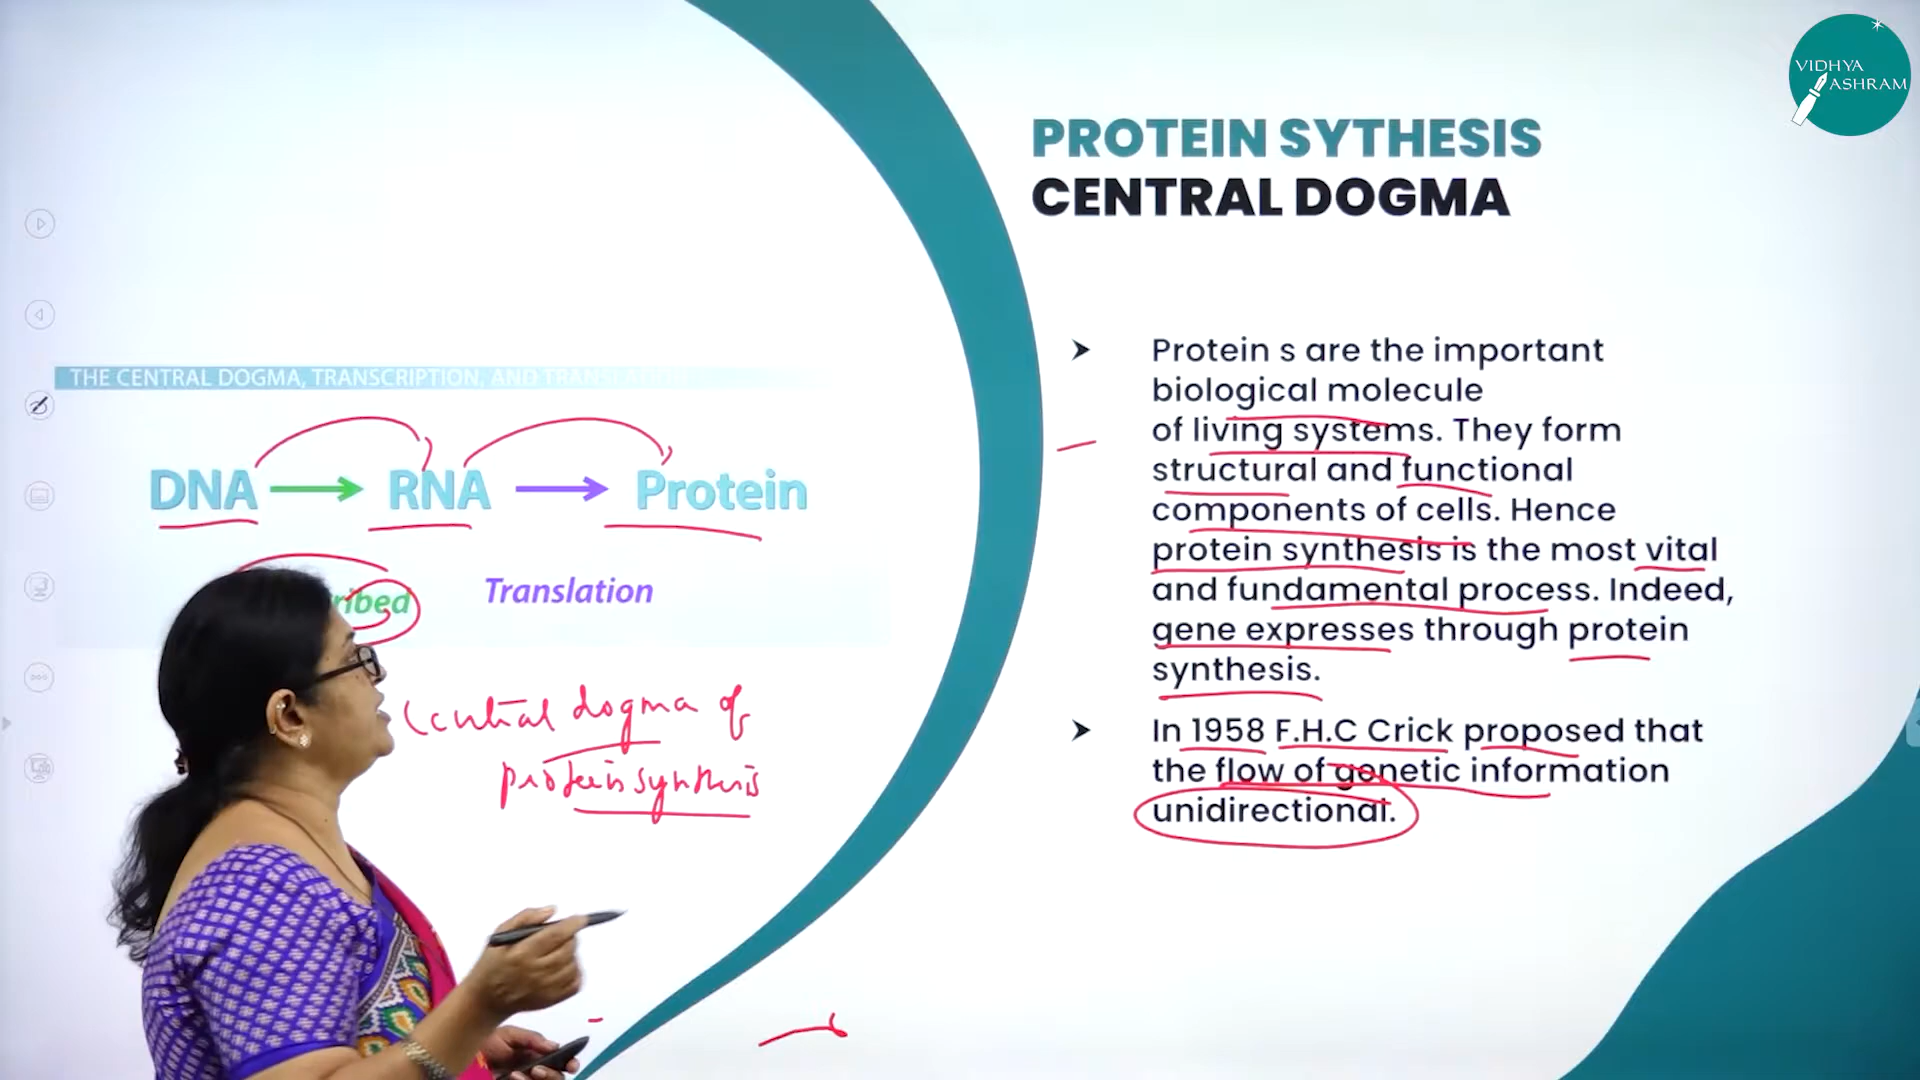 VIDHYA
ASHRAM
PROTEIN SYTHESIS
CENTRAL DOGMA
THE CENTRAL DOGMA, TRANSCRIPTION, AND TRANSLATION
DNA → RNA → Protein
ribed
Translation
Central dogma of
protein synthesis
➤ Protein s are the important
biological molecule
of living systems. They form
structural and functional
components of cells. Hence
protein synthesis is the most vital
and fundamental process. Indeed,
gene expresses through protein
synthesis.
➤ In 1958 F.H.C Crick proposed that
the flow of genetic information
unidirectional.